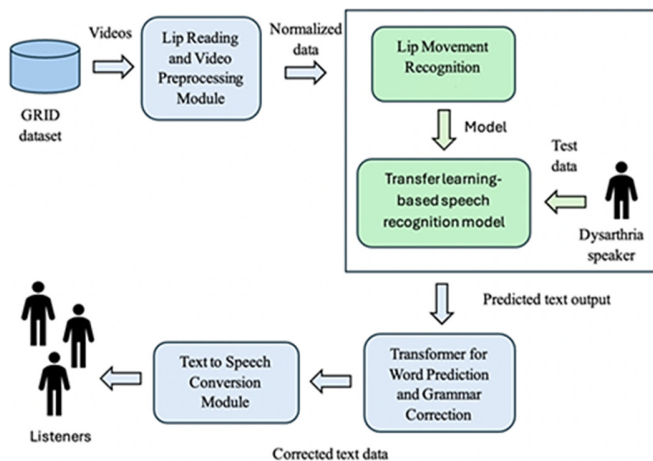 Videos
GRID
dataset
Lip Reading
and Video
Preprocessing
Module
Normalized
data
Lip Movement
Recognition
Model
Transfer learning-
based speech
recognition model
Test
data
Dysarthria
speaker
Predicted text output
Transformer for
Word Prediction
and Grammar
Correction
Text to Speech
Conversion
Module
Listeners
Corrected text data